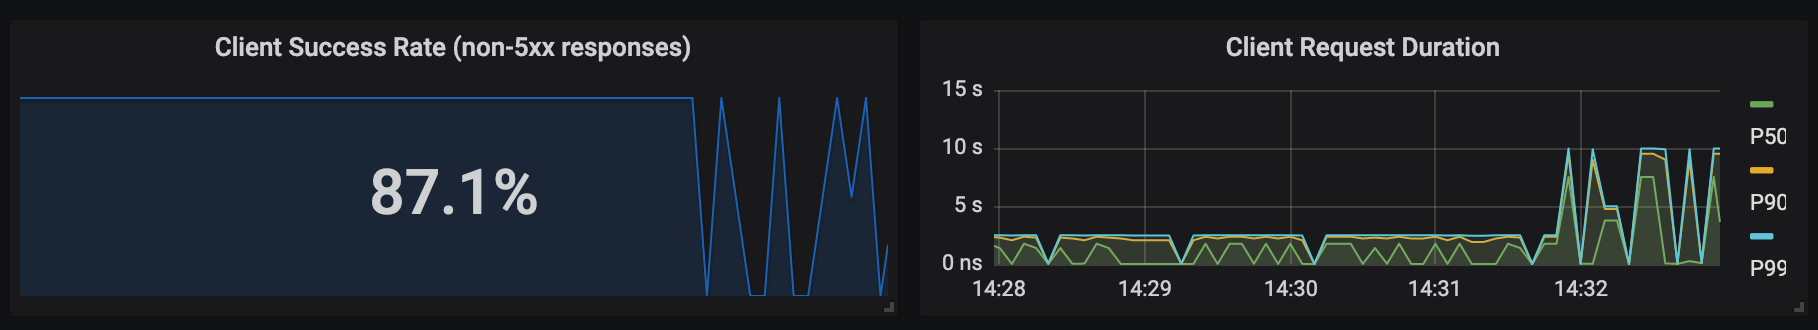 Client Success Rate (non-5xx responses)
87.1%
Client Request Duration
15 s
10 s
5 s
0 ns
14:28
14:29
14:30
14:31
14:32
P50
P90
P99